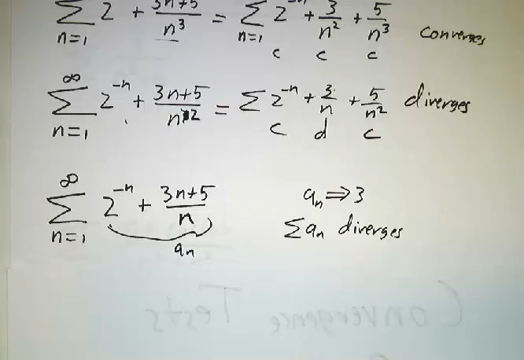 ∑_{n=1} 2^{-n} + (3n+5)/n³ = ∑_{n=1} 2^{-n} + 3/n² + 5/n³ converges
c c c
∑_{n=1}^{∞} 2^{-n} + (3n+5)/n² = ∑ 2^{-n} + 3/n + 5/n² diverges
c d c
∑_{n=1}^{∞} 2^{-n} + (3n+5)/n a_n ⇒ 3
a_n ∑a_n diverges
Convergence Tests